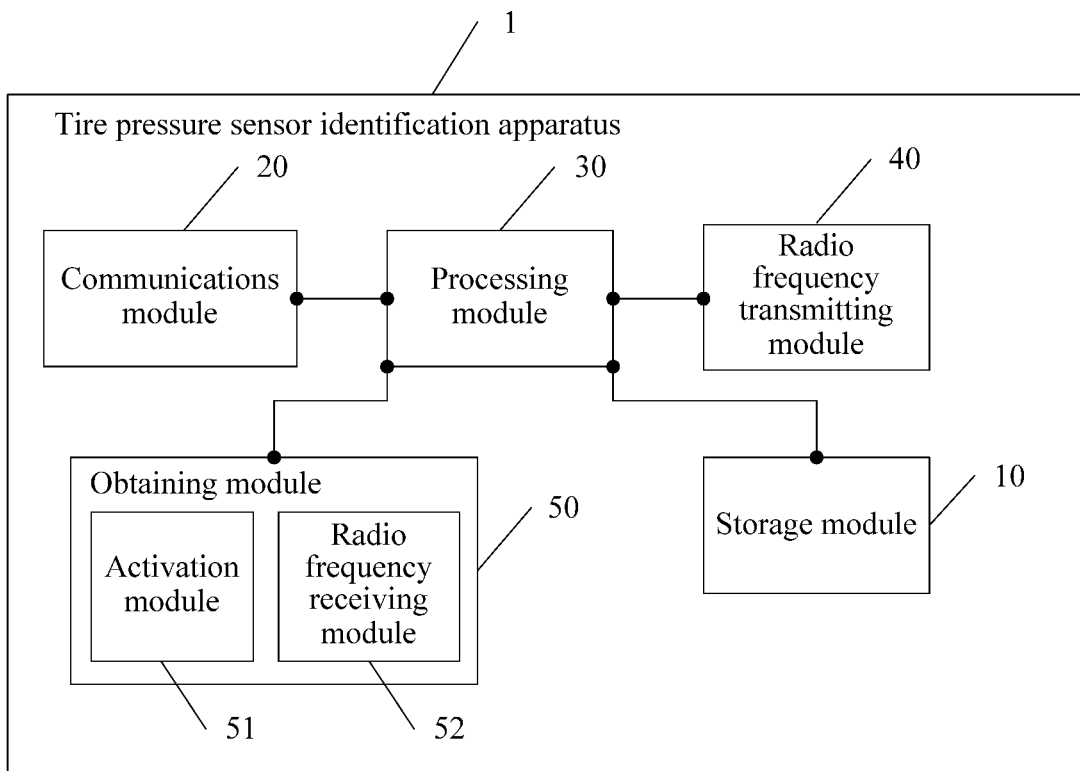 1
Tire pressure sensor identification apparatus
20
30
40
Communications
module
Processing
module
Radio
frequency
transmitting
module
Obtaining module
50
10
Activation
module
Radio
frequency
receiving
module
Storage module
51
52